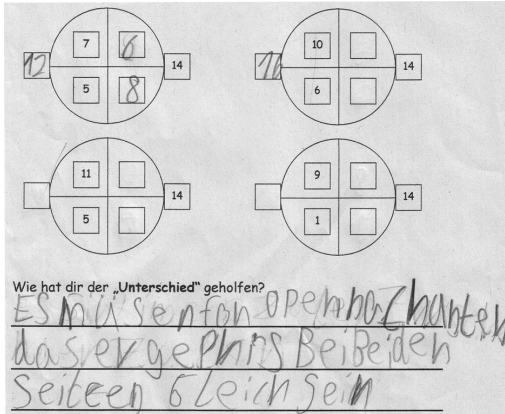 7 6 10
12 14 16 14
5 8 6
11 9
14 14
5 1
Wie hat dir der „Unterschied“ geholfen?
Es müsen fon open nach unten
das ergephnis Bei Beiden
Seiteen Gleich Sein